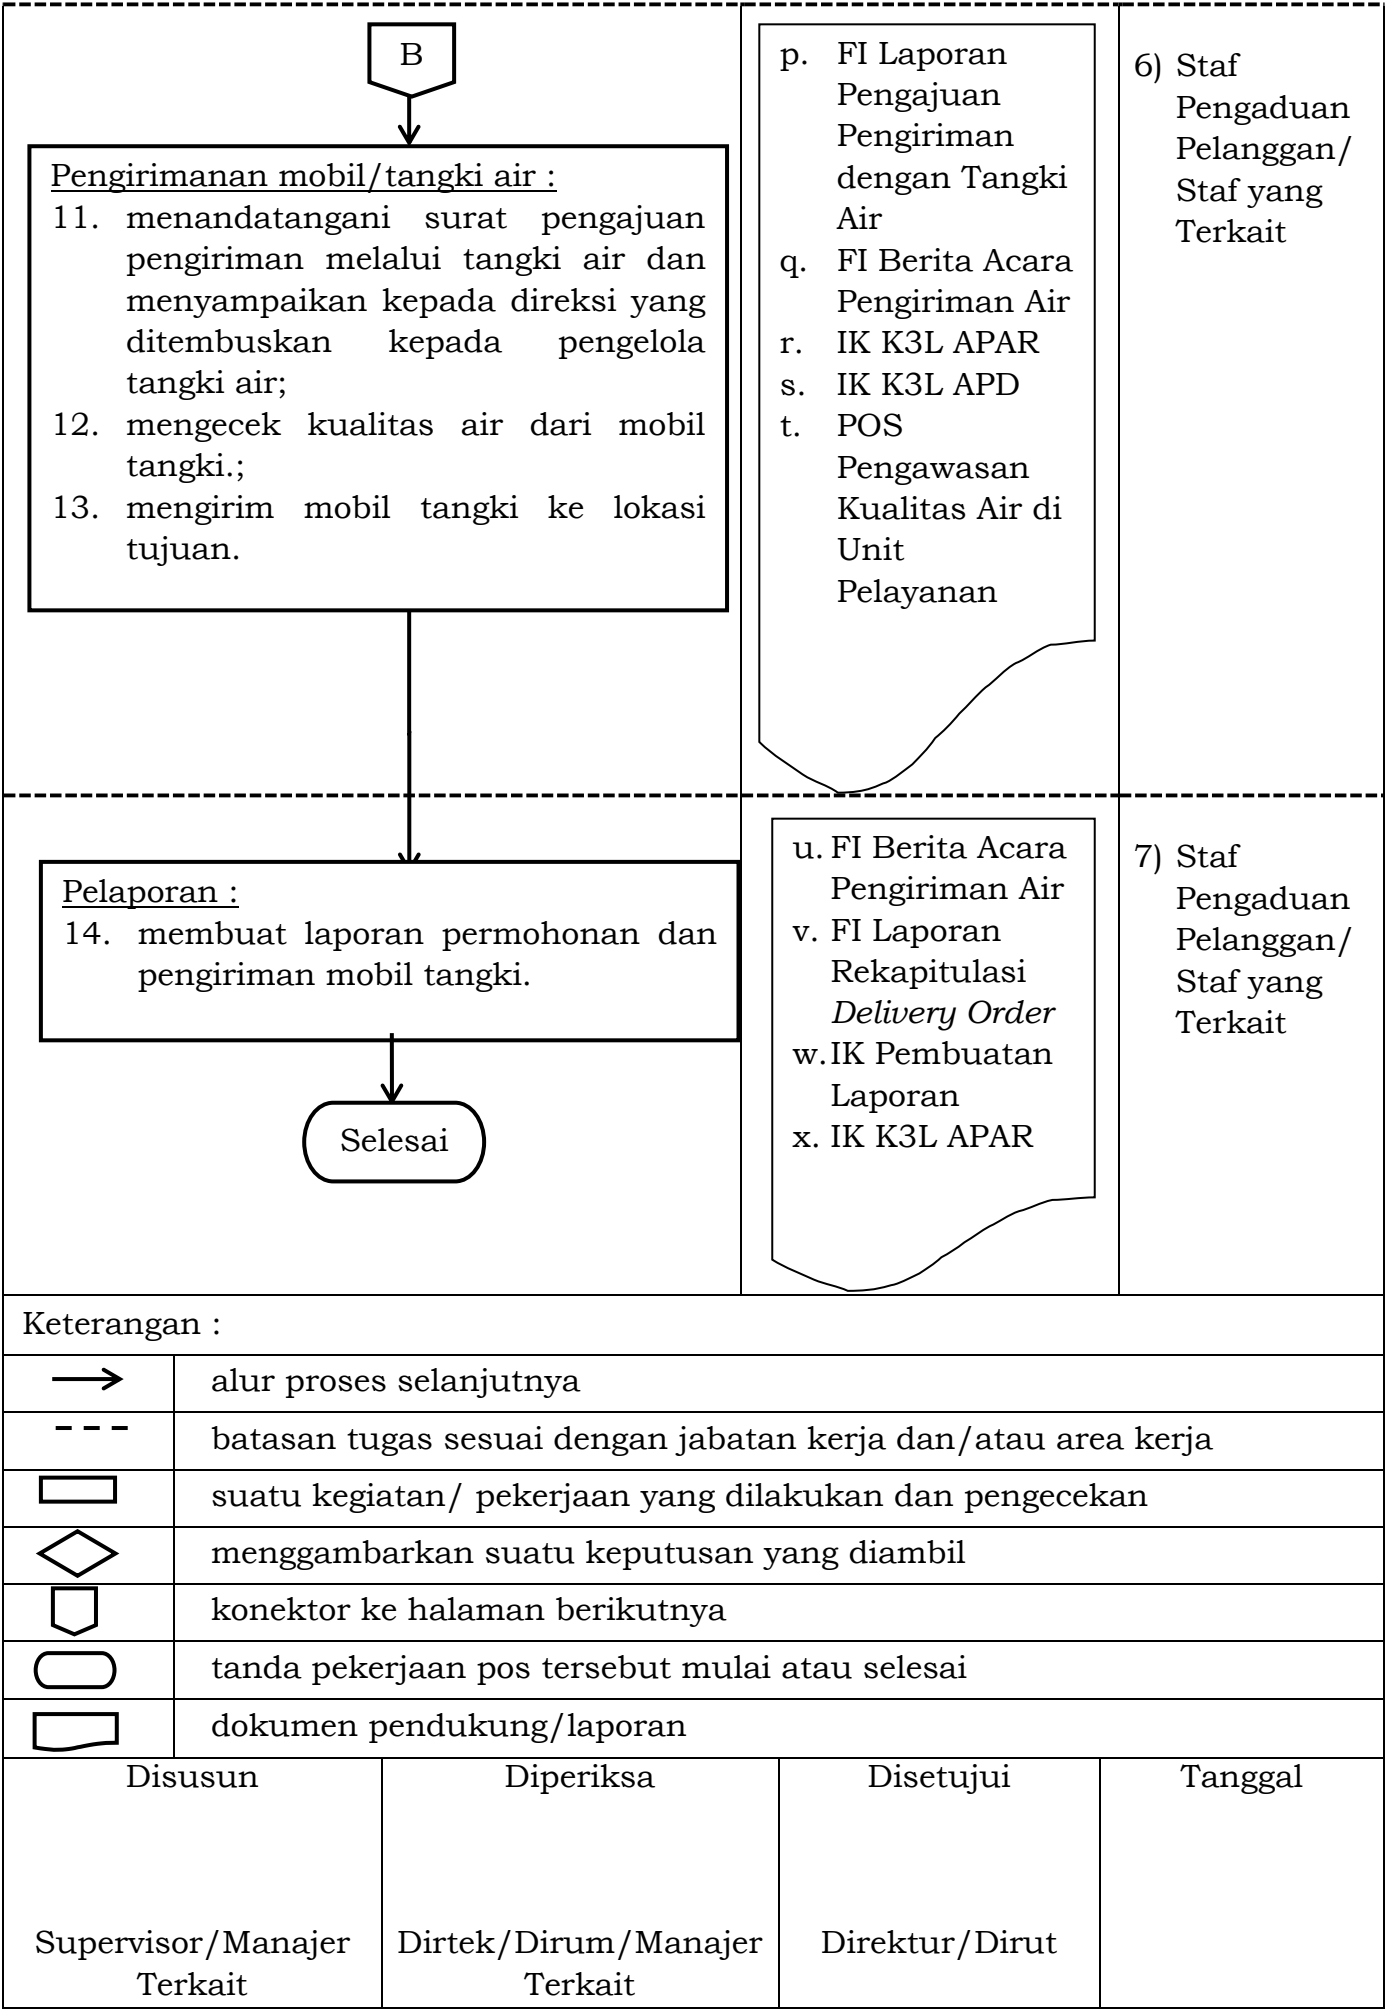 B
Pengirimanan mobil/tangki air :
11. menandatangani surat pengajuan
pengiriman melalui tangki air dan
menyampaikan kepada direksi yang
ditembuskan kepada pengelola
tangki air;
12. mengecek kualitas air dari mobil
tangki.;
13. mengirim mobil tangki ke lokasi
tujuan.
p. FI Laporan
Pengajuan
Pengiriman
dengan Tangki
Air
q. FI Berita Acara
Pengiriman Air
r. IK K3L APAR
s. IK K3L APD
t. POS
Pengawasan
Kualitas Air di
Unit
Pelayanan
6) Staf
Pengaduan
Pelanggan/
Staf yang
Terkait
Pelaporan :
14. membuat laporan permohonan dan
pengiriman mobil tangki.
Selesai
u. FI Berita Acara
Pengiriman Air
v. FI Laporan
Rekapitulasi
Delivery Order
w. IK Pembuatan
Laporan
x. IK K3L APAR
7) Staf
Pengaduan
Pelanggan/
Staf yang
Terkait
Keterangan :
alur proses selanjutnya
batasan tugas sesuai dengan jabatan kerja dan/atau area kerja
suatu kegiatan/ pekerjaan yang dilakukan dan pengecekan
menggambarkan suatu keputusan yang diambil
konektor ke halaman berikutnya
tanda pekerjaan pos tersebut mulai atau selesai
dokumen pendukung/laporan
Disusun
Supervisor/Manajer
Terkait
Diperiksa
Dirtek/Dirum/Manajer
Terkait
Disetujui
Direktur/Dirut
Tanggal